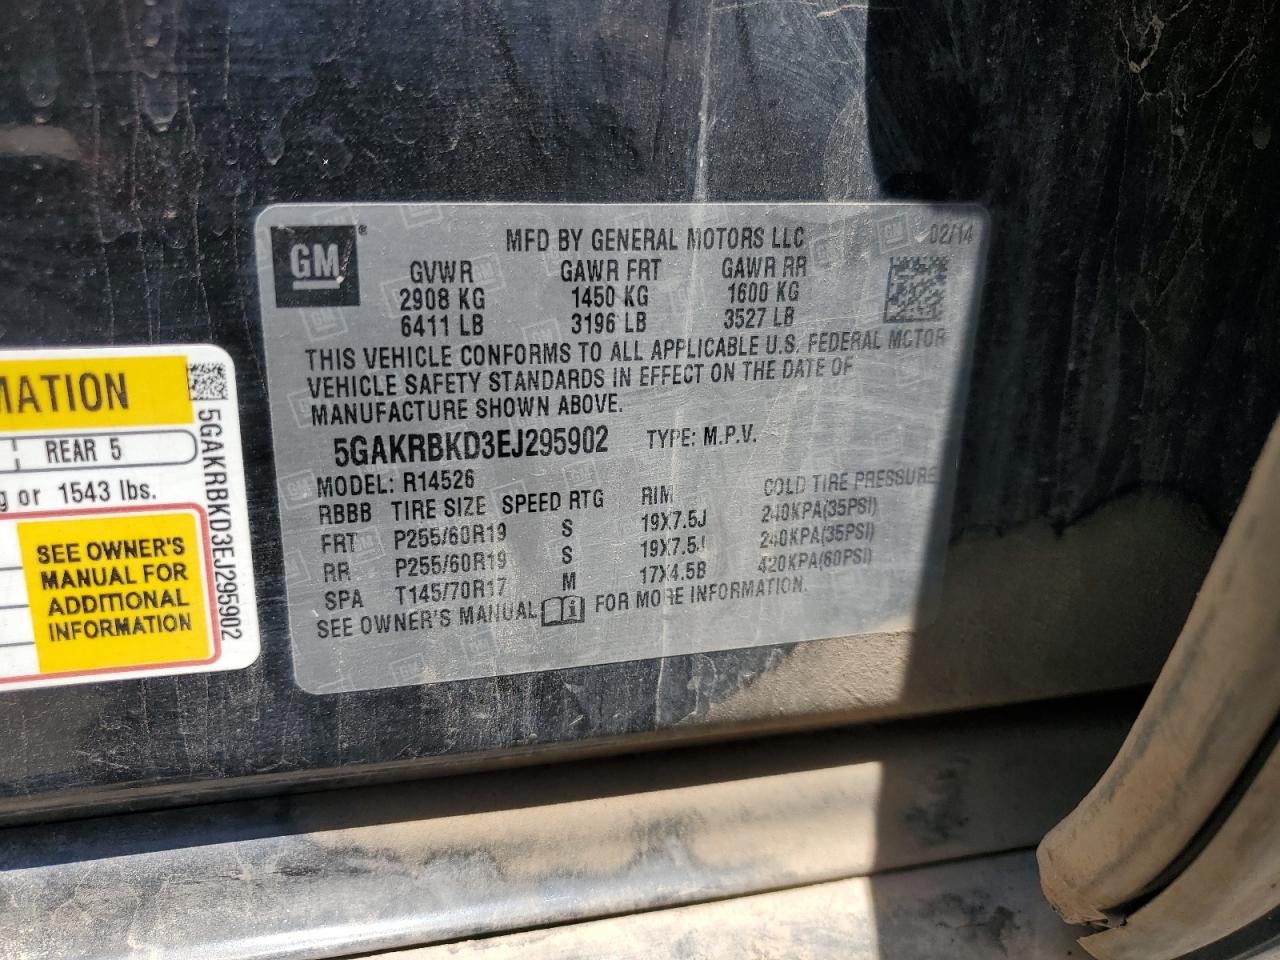 GM
®
MFD BY GENERAL MOTORS LLC
02/14
GVWR GAWR FRT GAWR RR
2908 KG 1450 KG 1600 KG
6411 LB 3196 LB 3527 LB
THIS VEHICLE CONFORMS TO ALL APPLICABLE U.S. FEDERAL MOTOR
VEHICLE SAFETY STANDARDS IN EFFECT ON THE DATE OF
MANUFACTURE SHOWN ABOVE.
5GAKRBKD3EJ295902 TYPE: M.P.V.
MODEL: R14526
RBBB TIRE SIZE SPEED RTG RIM COLD TIRE PRESSURE
FRT P255/60R19 S 19X7.5J 240KPA(35PSI)
RR P255/60R19 S 19X7.5J 240KPA(35PSI)
SPA T145/70R17 M 17X4.5B 420KPA(60PSI)
SEE OWNER'S MANUAL FOR MORE INFORMATION.
MATION
REAR 5
g or 1543 lbs.
SEE OWNER'S
MANUAL FOR
ADDITIONAL
INFORMATION
5GAKRBKD3EJ295902